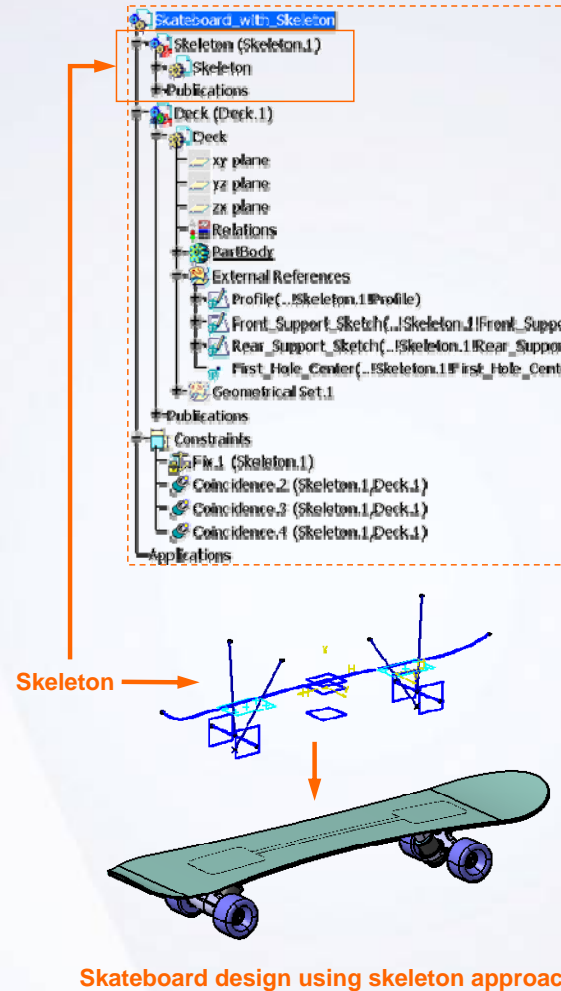 Skateboard_with_Skeleton
Skeleton (Skeleton.1)
Skeleton
Publications
Deck (Deck.1)
Deck
xy plane
yz plane
zx plane
Relations
PartBody
External References
Profile(...!Skeleton.1!Profile)
Front_Support_Sketch(...!Skeleton.1!Front_Suppo
Rear_Support_Sketch(...!Skeleton.1!Rear_Suppor
First_Hole_Center(...!Skeleton.1!First_Hole_Cent
Geometrical Set.1
Publications
Constraints
Fix.1 (Skeleton.1)
Coincidence.2 (Skeleton.1,Deck.1)
Coincidence.3 (Skeleton.1,Deck.1)
Coincidence.4 (Skeleton.1,Deck.1)
Applications
Skeleton
Skateboard design using skeleton approac